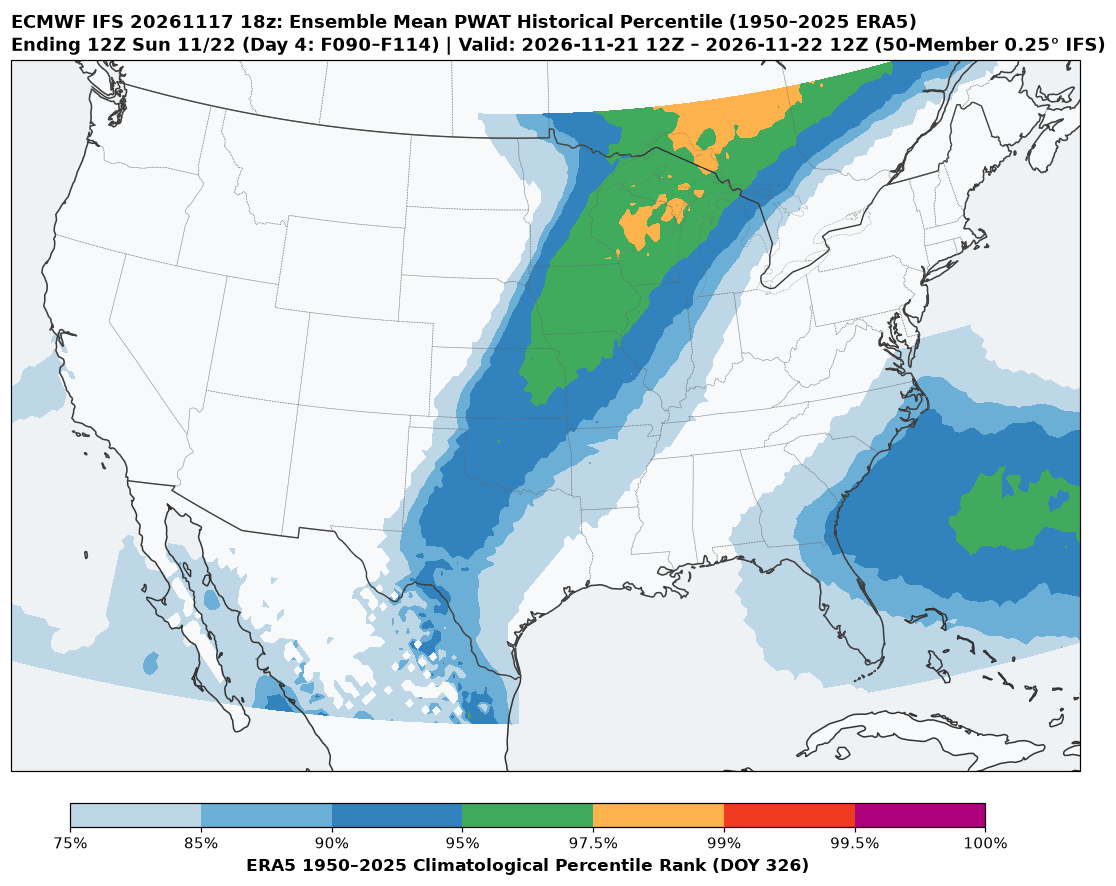 ECMWF IFS 20261117 18z: Ensemble Mean PWAT Historical Percentile (1950–2025 ERA5)
Ending 12Z Sun 11/22 (Day 4: F090–F114) | Valid: 2026-11-21 12Z – 2026-11-22 12Z (50-Member 0.25° IFS)
75% 85% 90% 95% 97.5% 99% 99.5% 100%
ERA5 1950–2025 Climatological Percentile Rank (DOY 326)